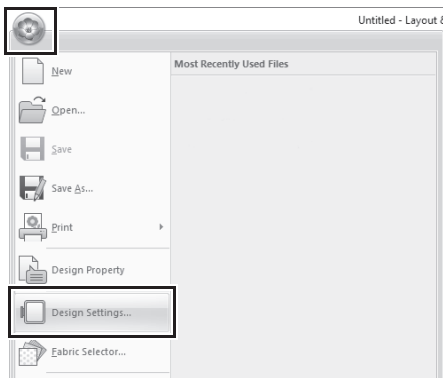 Untitled - Layout &
New
Most Recently Used Files
Open...
Save
Save As...
Print
Design Property
Design Settings...
Fabric Selector...